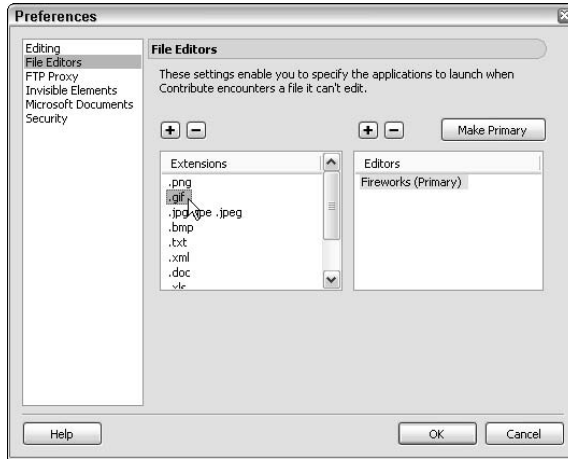 Preferences
Editing
File Editors
FTP Proxy
Invisible Elements
Microsoft Documents
Security
File Editors
These settings enable you to specify the applications to launch when
Contribute encounters a file it can't edit.
Make Primary
Extensions
.png
.gif
.jpg .jpe .jpeg
.bmp
.txt
.xml
.doc
.xls
Editors
Fireworks (Primary)
Help
OK
Cancel